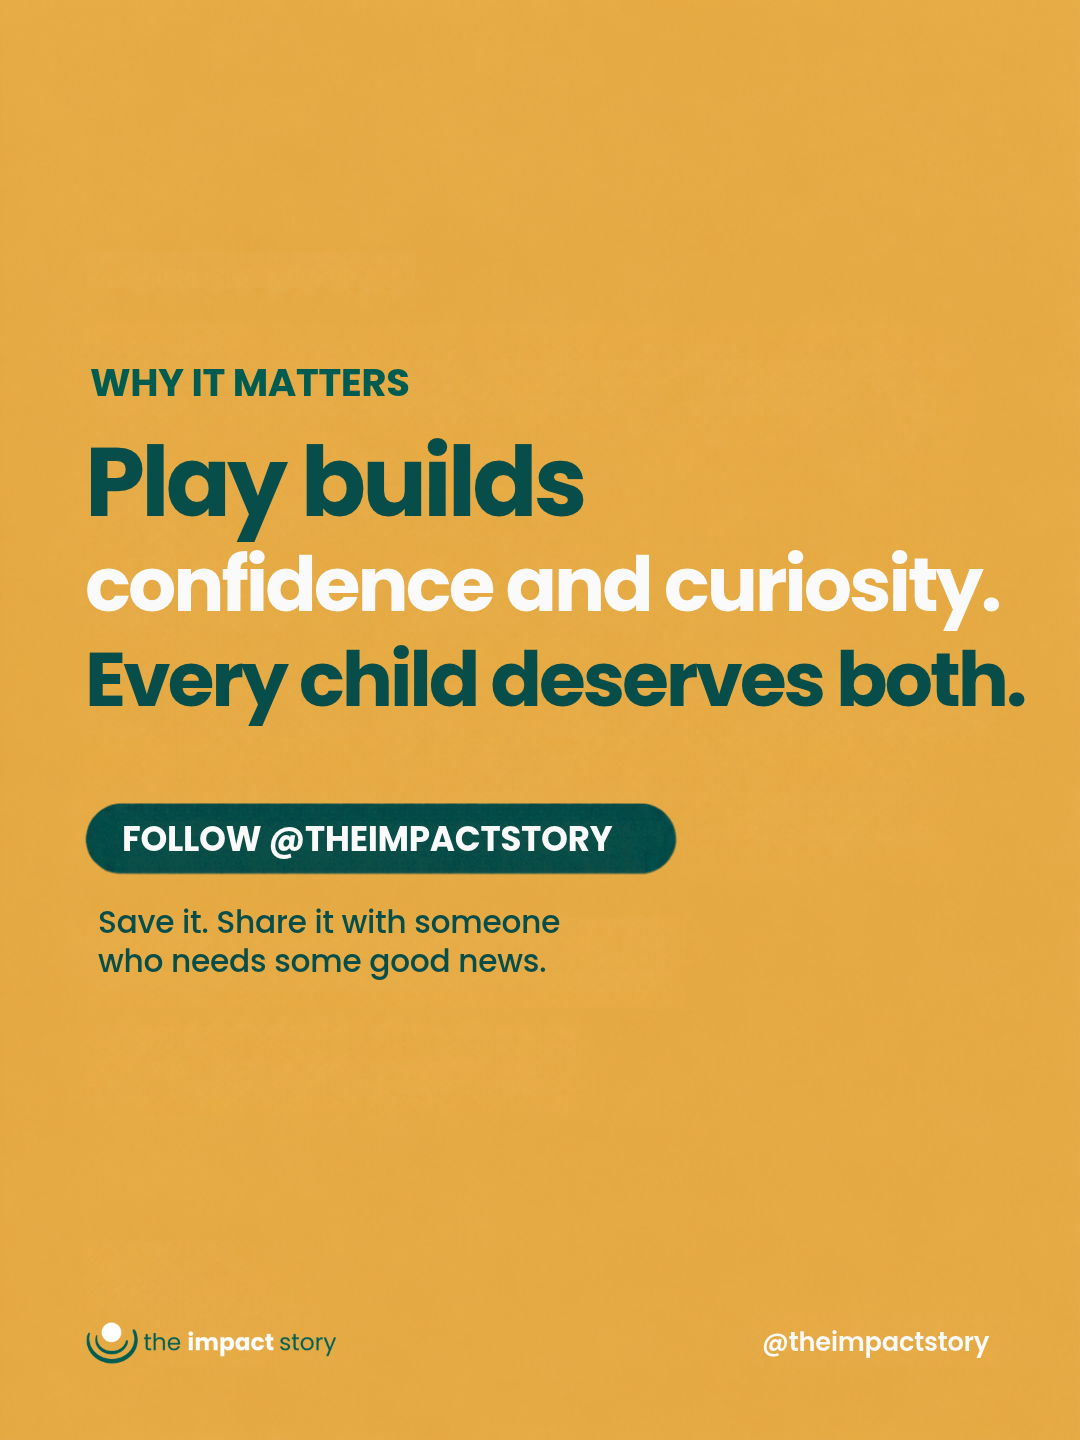 WHY IT MATTERS
Play builds
confidence and curiosity.
Every child deserves both.
FOLLOW @THEIMPACTSTORY
Save it. Share it with someone
who needs some good news.
the impact story
@theimpactstory